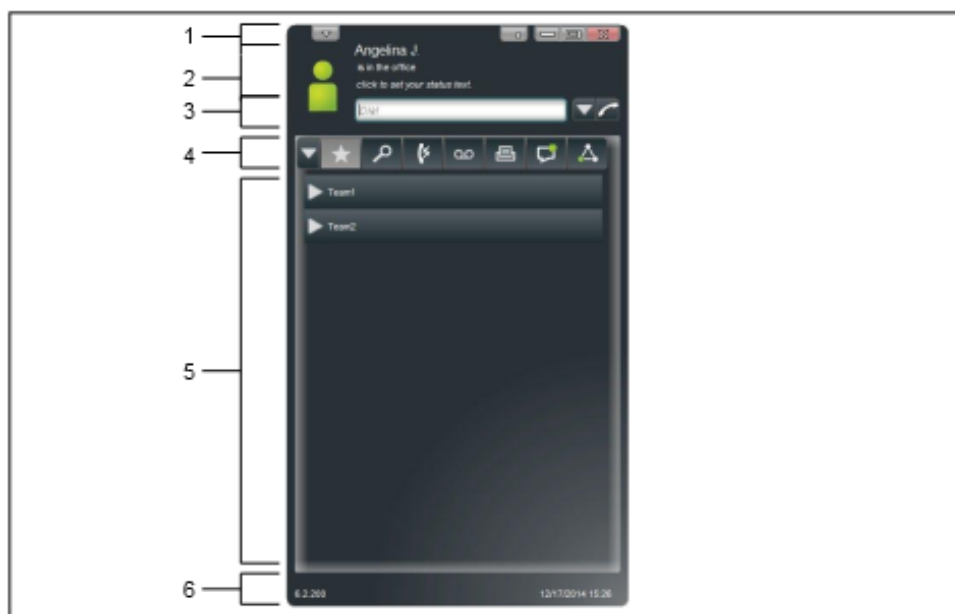 1
Angelina J.
2
is in the office
click to set your status text.
3
4
Team1
Team2
5
6
12/17/2014 15:26